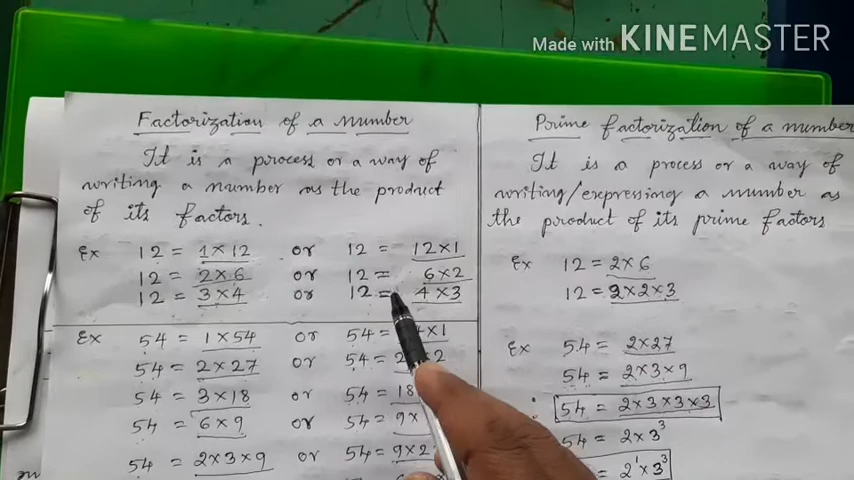 Made with KINEMASTER
Factorization of a number
It is a process or a way of
writing a number as the product
of its factors.
Ex 12 = 1×12 or 12 = 12×1
12 = 2×6 or 12 = 6×2
12 = 3×4 or 12 = 4×3
Ex 54 = 1×54 or 54 = 4×1
54 = 2×27 or 54 = 2 ×2
54 = 3×18 or 54 = 18
54 = 6×9 or 54 = 9×
54 = 2×3×9 or 54 = 9×2
Prime factorization of a number
It is a process or a way of
writing/expressing a number as
the product of its prime factors
Ex 12 = 2×6
12 = 2×2×3
Ex 54 = 2×27
54 = 2×3×9
54 = 2×3×3×3
54 = 2×3³
= 2¹×3³